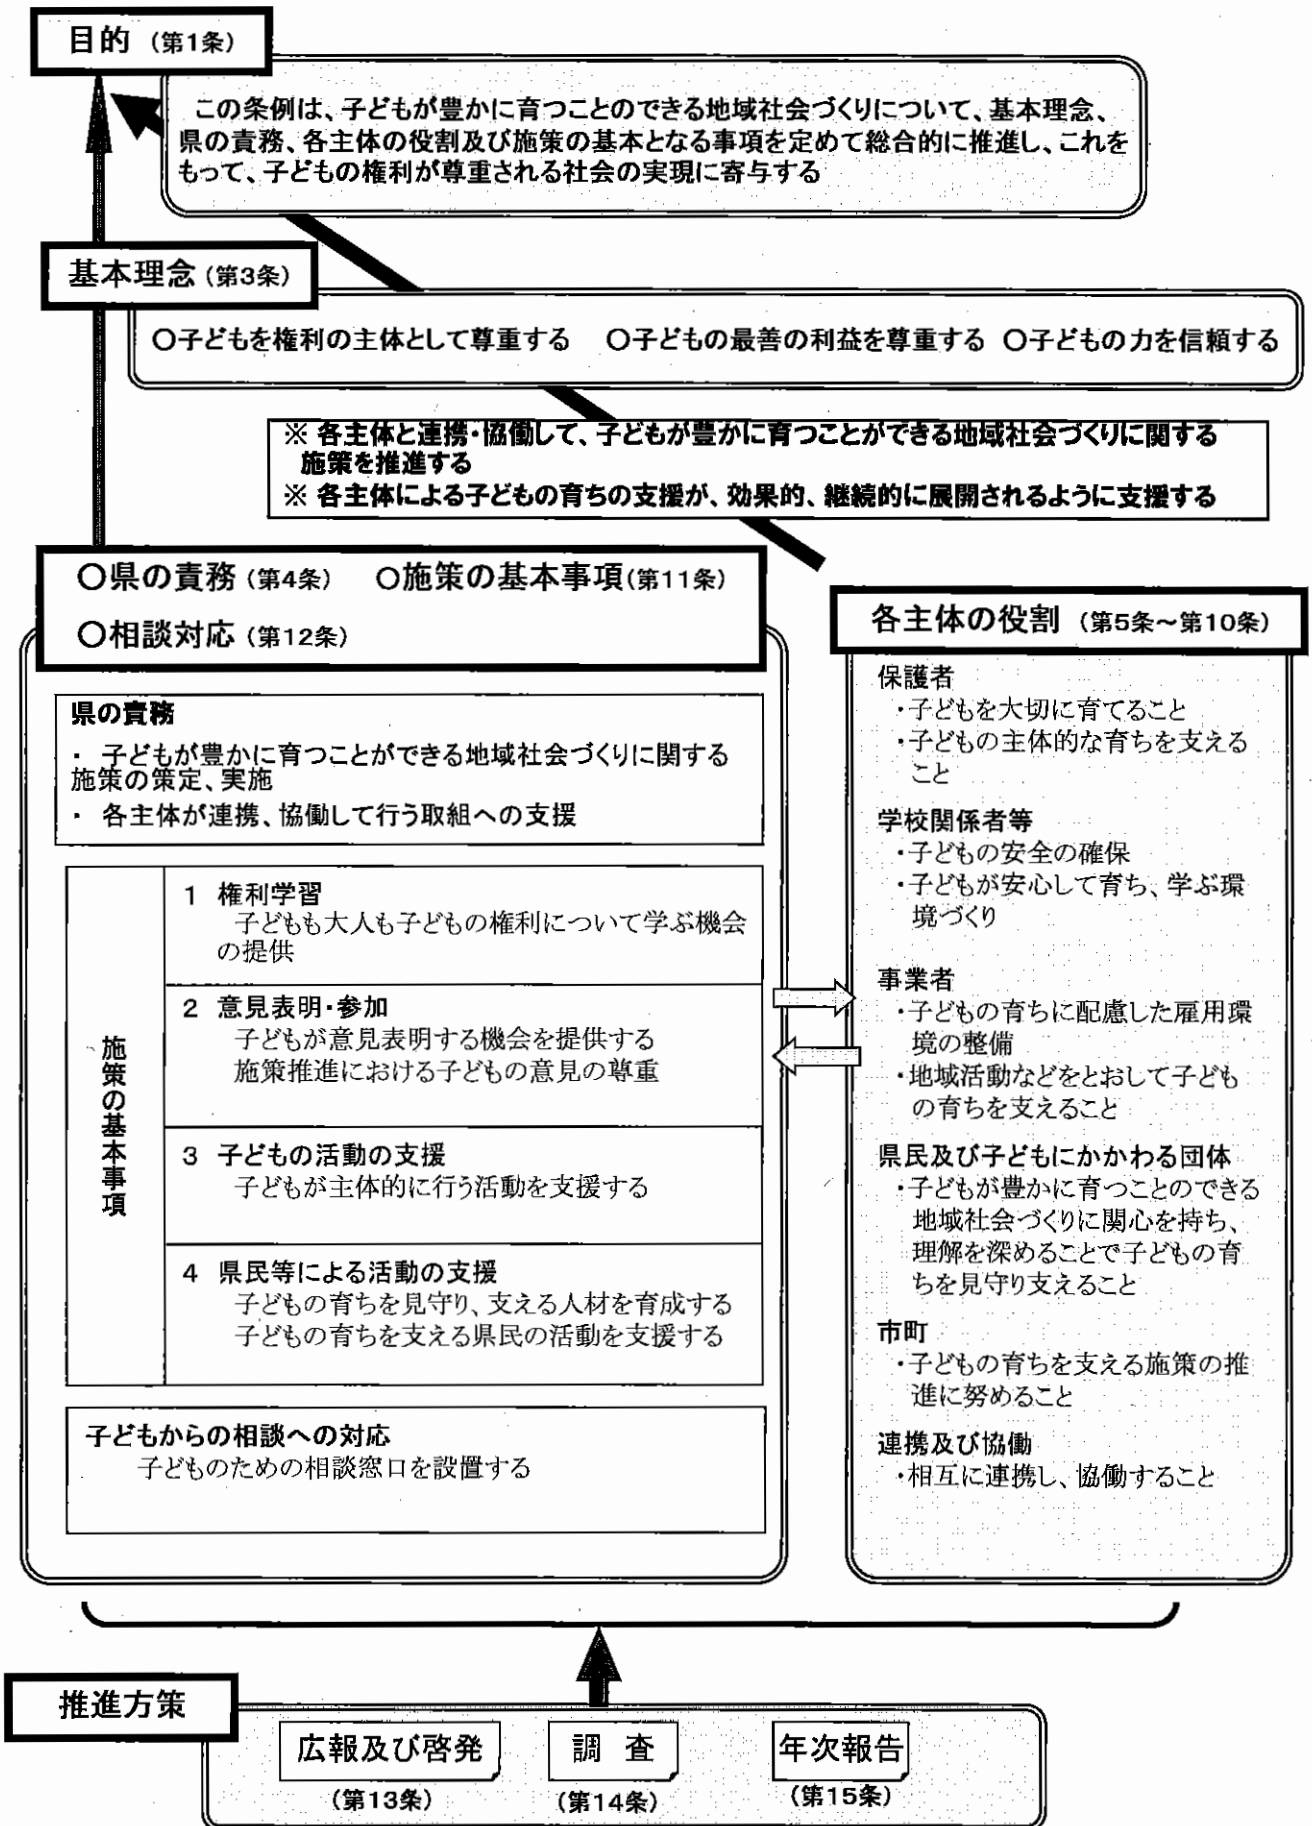 目的（第1条）
この条例は、子どもが豊かに育つことのできる地域社会づくりについて、基本理念、
県の責務、各主体の役割及び施策の基本となる事項を定めて総合的に推進し、これを
もって、子どもの権利が尊重される社会の実現に寄与する
基本理念（第3条）
○子どもを権利の主体として尊重する　○子どもの最善の利益を尊重する ○子どもの力を信頼する
※ 各主体と連携・協働して、子どもが豊かに育つことができる地域社会づくりに関する
施策を推進する
※ 各主体による子どもの育ちの支援が、効果的、継続的に展開されるように支援する
○県の責務（第4条）　○施策の基本事項（第11条）
○相談対応（第12条）
県の責務
・ 子どもが豊かに育つことができる地域社会づくりに関する
施策の策定、実施
・ 各主体が連携、協働して行う取組への支援
施策の基本事項
1 権利学習
子どもも大人も子どもの権利について学ぶ機会
の提供
2 意見表明・参加
子どもが意見表明する機会を提供する
施策推進における子どもの意見の尊重
3 子どもの活動の支援
子どもが主体的に行う活動を支援する
4 県民等による活動の支援
子どもの育ちを見守り、支える人材を育成する
子どもの育ちを支える県民の活動を支援する
子どもからの相談への対応
子どものための相談窓口を設置する
各主体の役割（第5条～第10条）
保護者
・子どもを大切に育てること
・子どもの主体的な育ちを支える
こと
学校関係者等
・子どもの安全の確保
・子どもが安心して育ち、学ぶ環
境づくり
事業者
・子どもの育ちに配慮した雇用環
境の整備
・地域活動などをとおして子ども
の育ちを支えること
県民及び子どもにかかわる団体
・子どもが豊かに育つことのできる
地域社会づくりに関心を持ち、
理解を深めることで子どもの育
ちを見守り支えること
市町
・子どもの育ちを支える施策の推
進に努めること
連携及び協働
・相互に連携し、協働すること
推進方策
広報及び啓発
（第13条）
調 査
（第14条）
年次報告
（第15条）